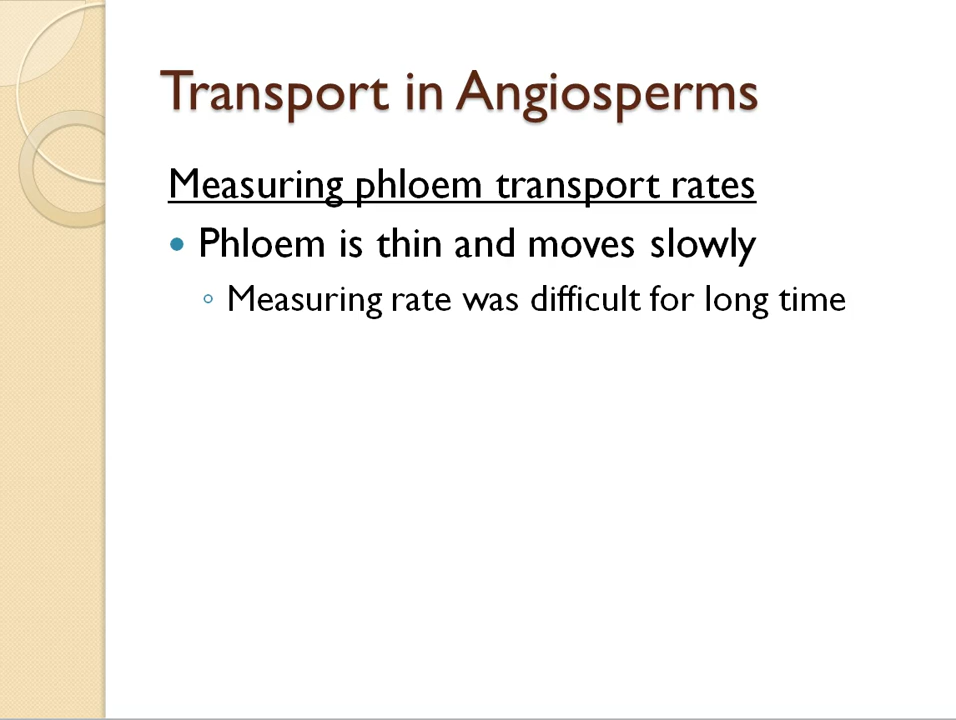 Transport in Angiosperms
Measuring phloem transport rates
• Phloem is thin and moves slowly
◦ Measuring rate was difficult for long time